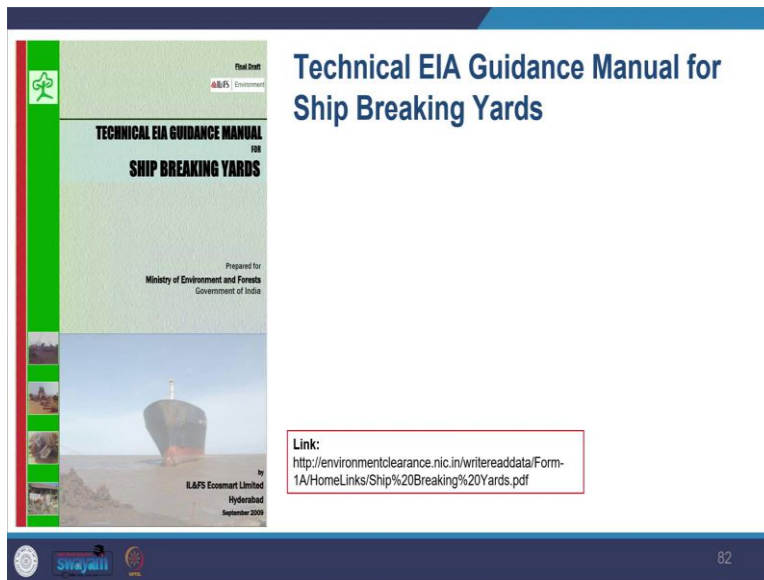 Final Draft
IL&FS Environment
TECHNICAL EIA GUIDANCE MANUAL
FOR
SHIP BREAKING YARDS
Prepared for
Ministry of Environment and Forests
Government of India
by
IL&FS Ecosmart Limited
Hyderabad
September 2009
Technical EIA Guidance Manual for
Ship Breaking Yards
Link:
http://environmentclearance.nic.in/writereaddata/Form-
1A/HomeLinks/Ship%20Breaking%20Yards.pdf
swayam
82